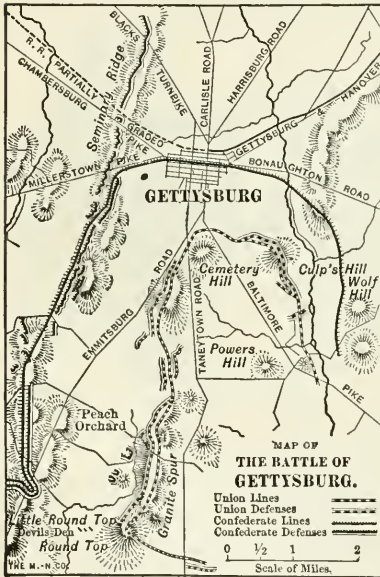 BLACKS
TURNPIKE
CARLISLE ROAD
HARRISBURG ROAD
R. R. PARTIALLY GRADED
CHAMBERSBURG PIKE
Seminary Ridge
GETTYSBURG & HANOVER
MILLERSTOWN PIKE
BONAUGHTON ROAD
GETTYSBURG
EMMITSBURG ROAD
TANEYTOWN ROAD
Cemetery
Hill
BALTIMORE PIKE
Culp's Hill
Wolf
Hill
Powers
Hill
Peach
Orchard
Granite Spur
Little Round Top
Devils Den
Round Top
THE M.-N. CO.
MAP OF
THE BATTLE OF
GETTYSBURG.
Union Lines
Union Defenses
Confederate Lines
Confederate Defenses
0 1/2 1 2
Scale of Miles.